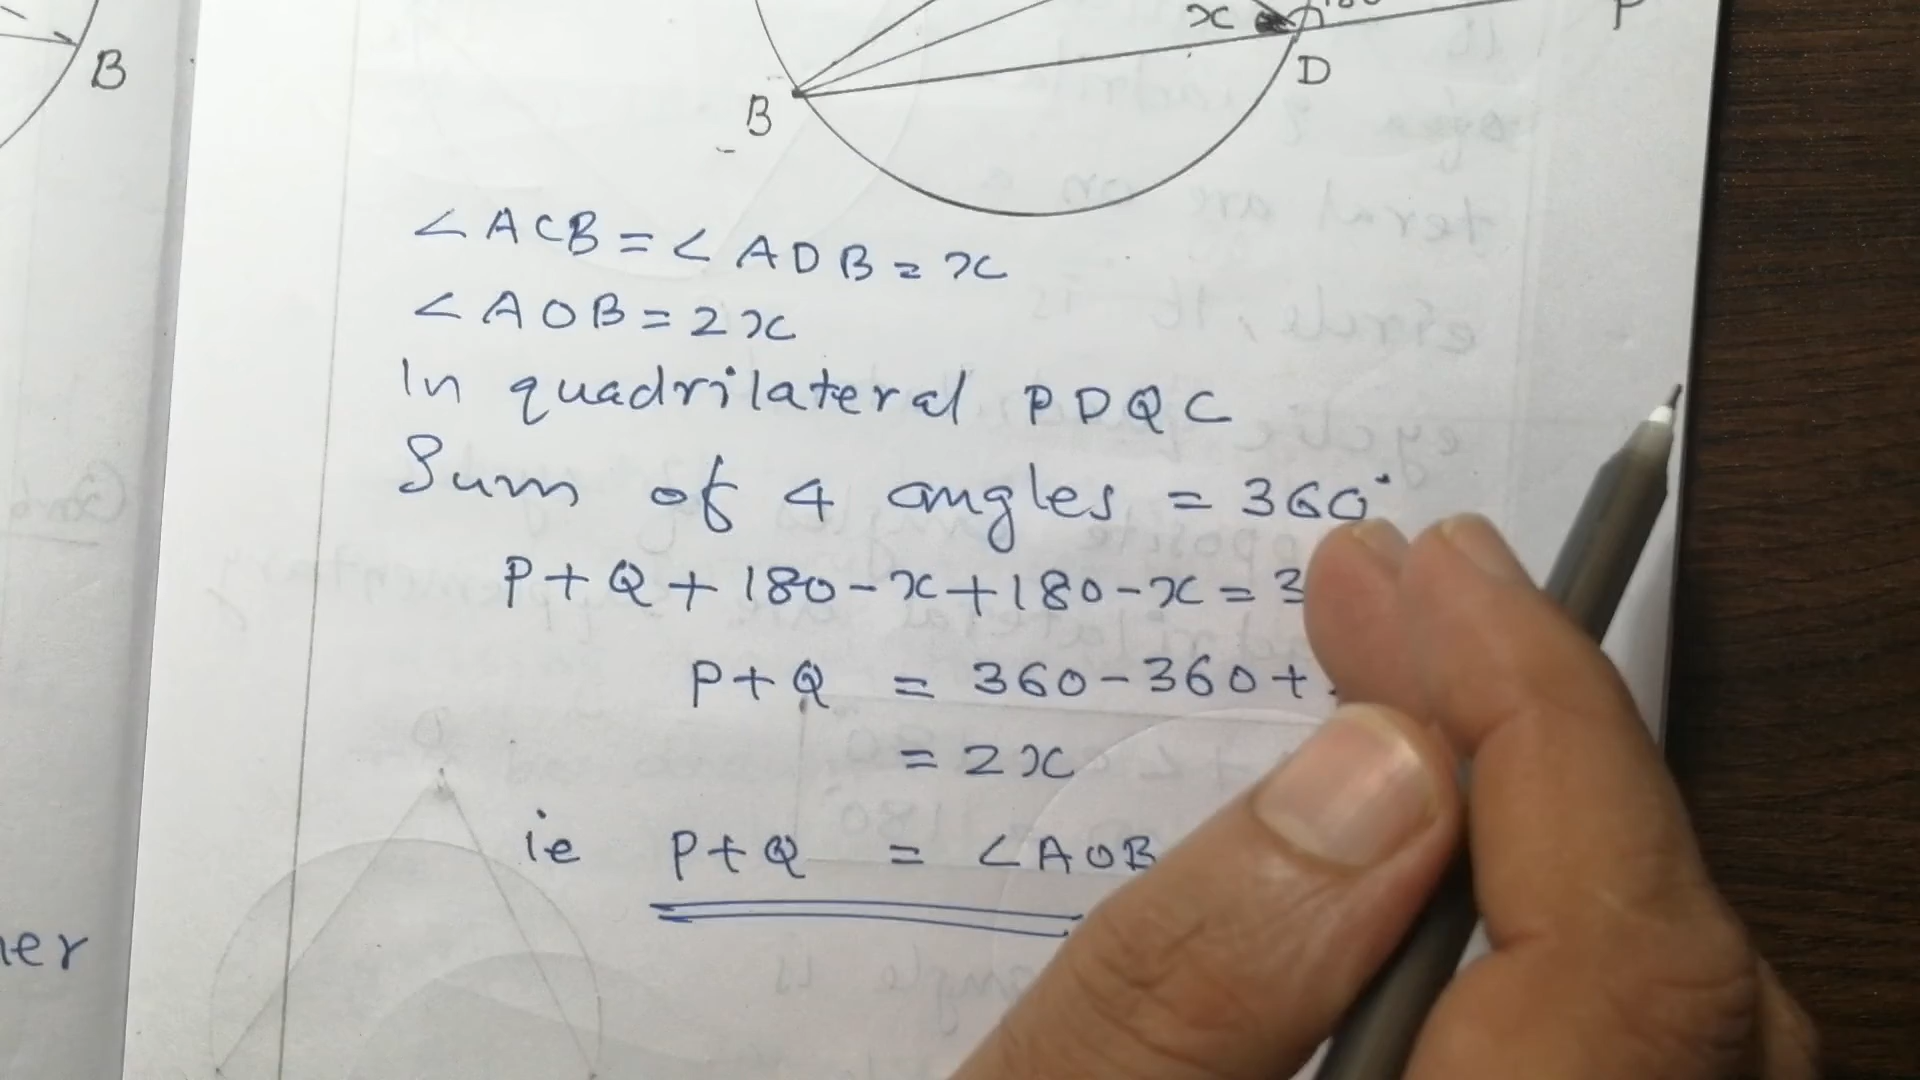 B
x
D
B
∠ACB = ∠ADB = x
∠AOB = 2x
In quadrilateral PDQC
Sum of 4 angles = 360°
P+Q+180-x+180-x=3
P+Q = 360-360+
= 2x
ie P+Q = ∠AOB